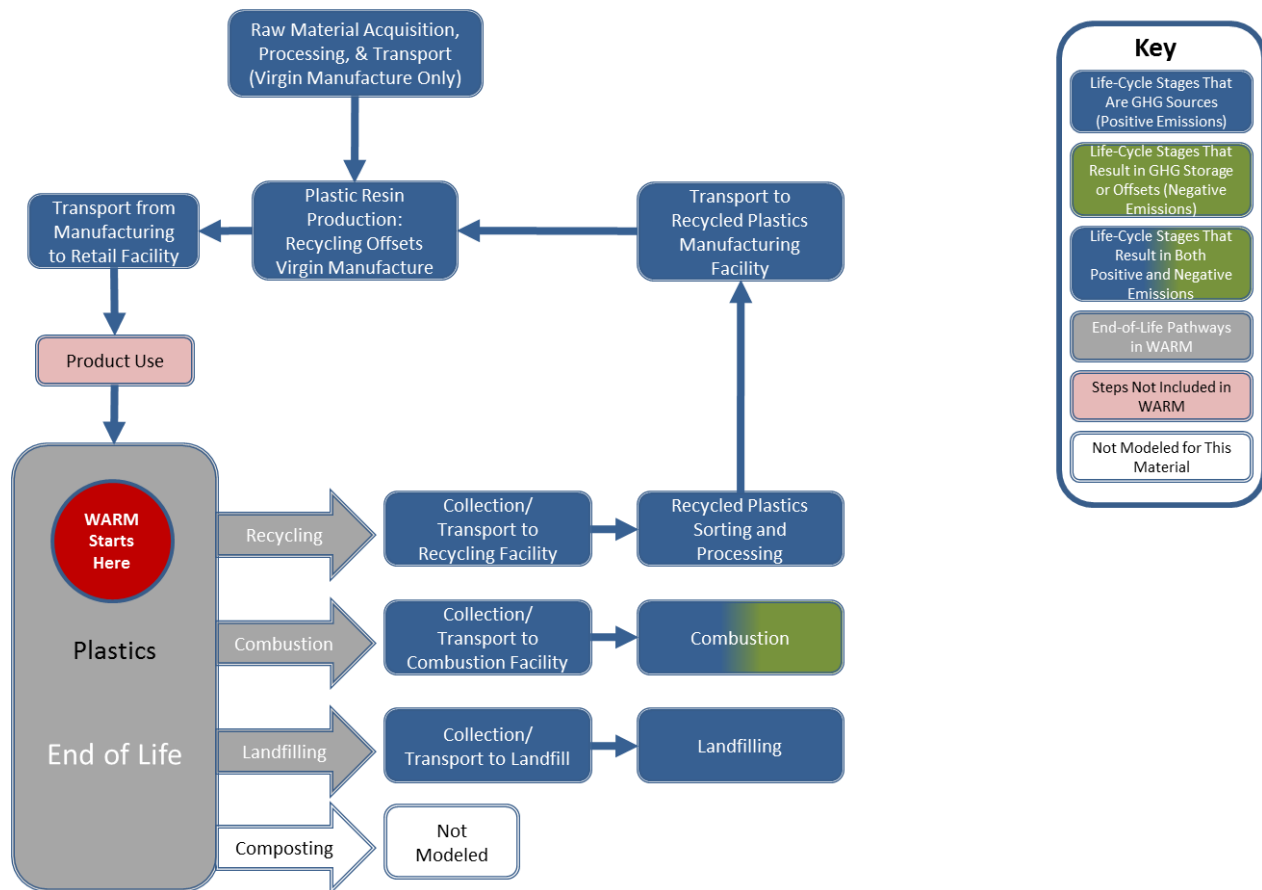 Raw Material Acquisition,
Processing, & Transport
(Virgin Manufacture Only)
Plastic Resin
Production:
Recycling Offsets
Virgin Manufacture
Transport from
Manufacturing
to Retail Facility
Transport to
Recycled Plastics
Manufacturing
Facility
Product Use
WARM
Starts
Here
Plastics
End of Life
Recycling
Collection/
Transport to
Recycling Facility
Recycled Plastics
Sorting and
Processing
Combustion
Collection/
Transport to
Combustion Facility
Combustion
Landfilling
Collection/
Transport to Landfill
Landfilling
Composting
Not
Modeled
Key
Life-Cycle Stages That
Are GHG Sources
(Positive Emissions)
Life-Cycle Stages That
Result in GHG Storage
or Offsets (Negative
Emissions)
Life-Cycle Stages That
Result in Both
Positive and Negative
Emissions
End-of-Life Pathways
in WARM
Steps Not Included in
WARM
Not Modeled for This
Material